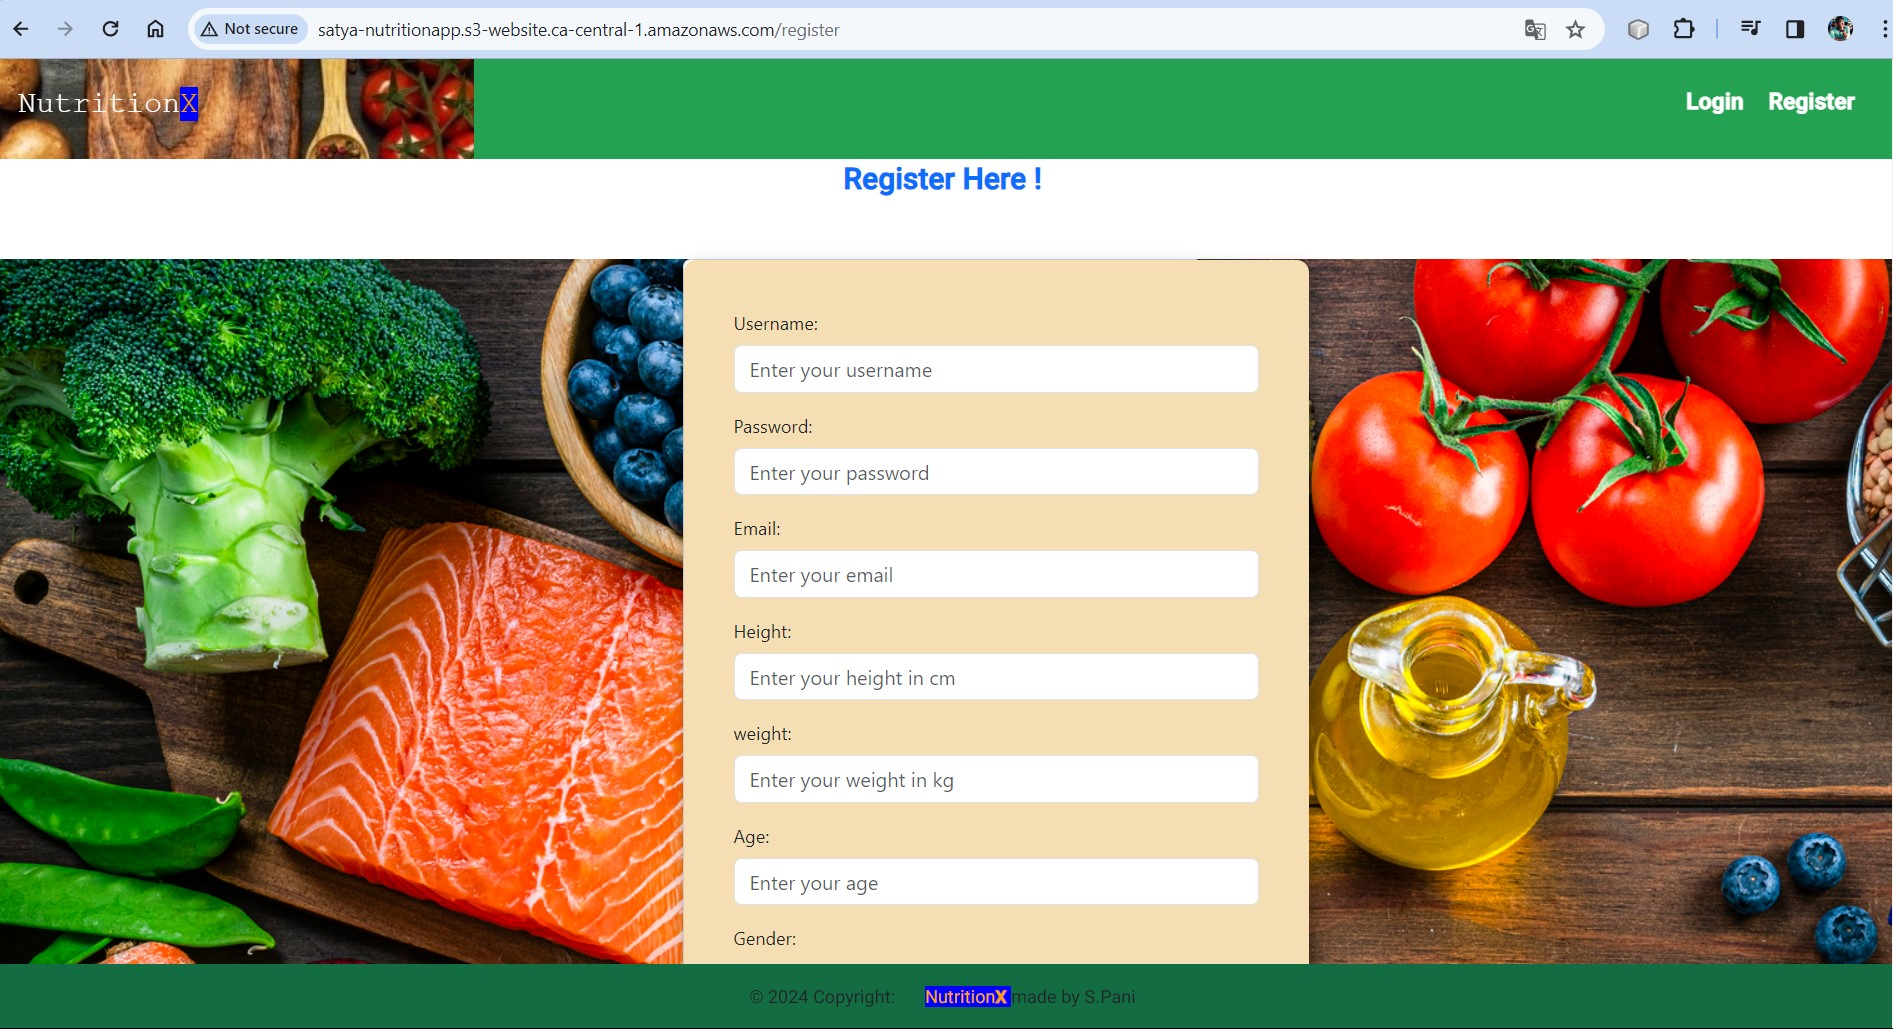 Not secure satya-nutritionapp.s3-website.ca-central-1.amazonaws.com/register
NutritionX
Login Register
Register Here !
Username:
Enter your username
Password:
Enter your password
Email:
Enter your email
Height:
Enter your height in cm
weight:
Enter your weight in kg
Age:
Enter your age
Gender:
© 2024 Copyright: NutritionX made by S.Pani